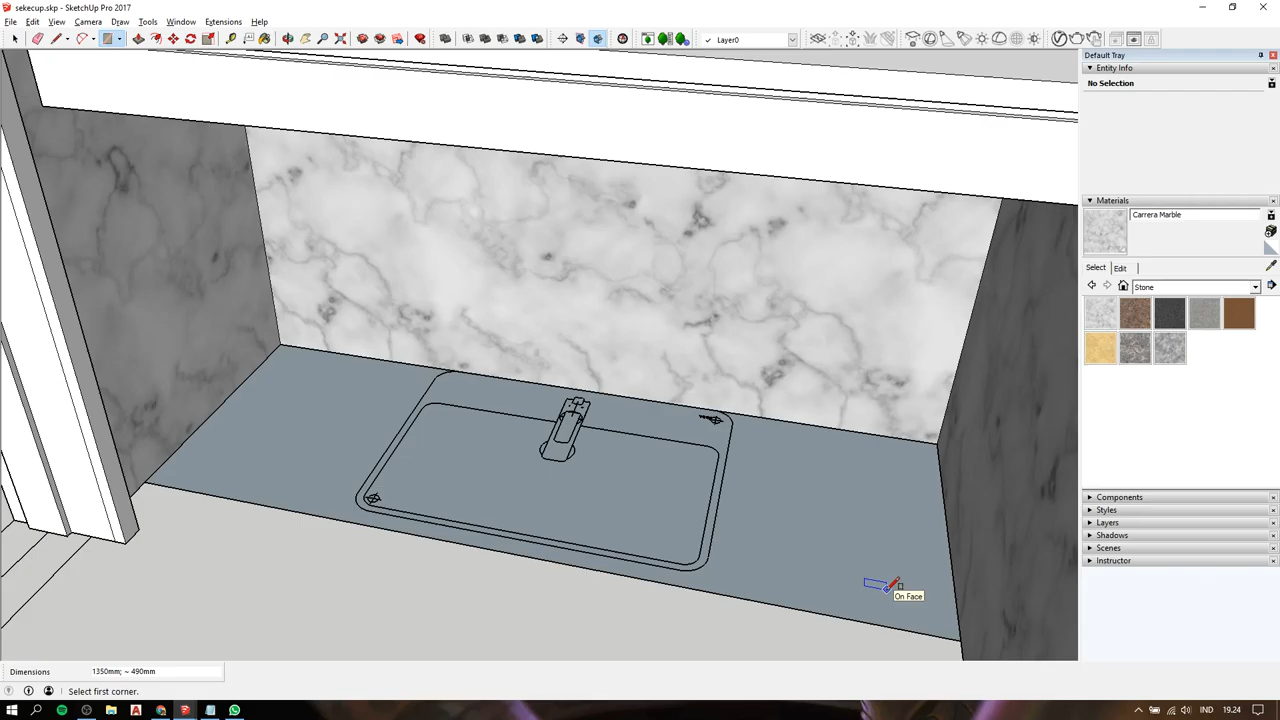 sekecup.skp - SketchUp Pro 2017
File Edit View Camera Draw Tools Window Extensions Help
Layer0
Default Tray
Entity Info
No Selection
Materials
Carrera Marble
Select Edit
Stone
Components
Styles
Layers
Shadows
Scenes
Instructor
On Face
Dimensions 1350mm; ~ 490mm
Select first corner.
IND 19.24